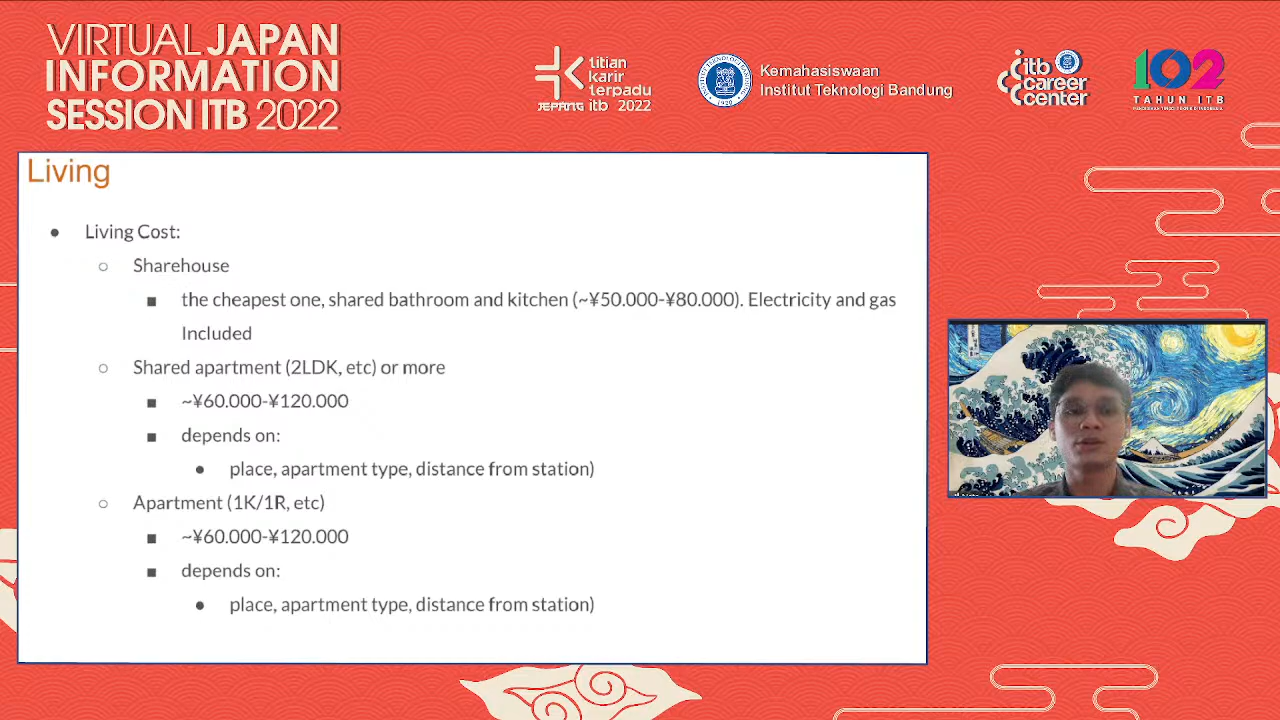 VIRTUAL JAPAN
INFORMATION
SESSION ITB 2022
titian
karir
terpadu
JEPANG itb 2022
Kemahasiswaan
Institut Teknologi Bandung
itb
career
center
102
TAHUN ITB
Living
● Living Cost:
○ Sharehouse
■ the cheapest one, shared bathroom and kitchen (~¥50.000-¥80.000). Electricity and gas
Included
○ Shared apartment (2LDK, etc) or more
■ ~¥60.000-¥120.000
■ depends on:
● place, apartment type, distance from station)
○ Apartment (1K/1R, etc)
■ ~¥60.000-¥120.000
■ depends on:
● place, apartment type, distance from station)